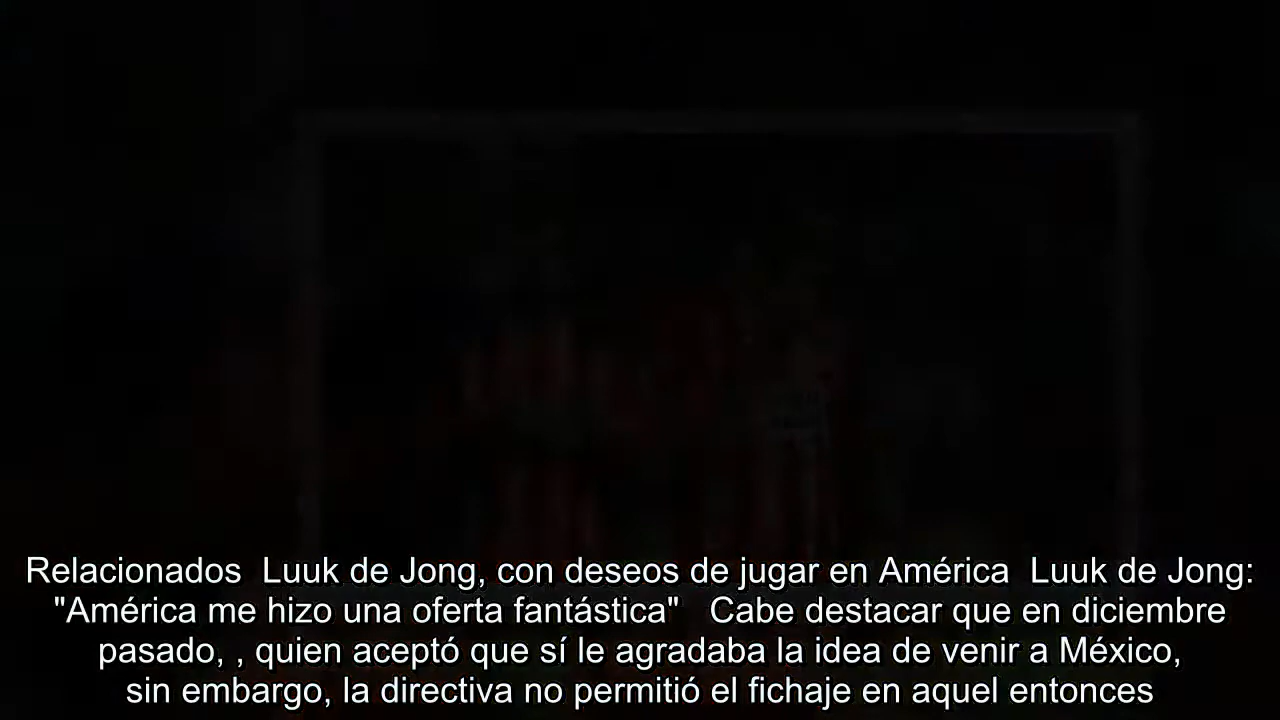 Relacionados  Luuk de Jong, con deseos de jugar en América  Luuk de Jong:
"América me hizo una oferta fantástica"   Cabe destacar que en diciembre
pasado, , quien aceptó que sí le agradaba la idea de venir a México,
sin embargo, la directiva no permitió el fichaje en aquel entonces